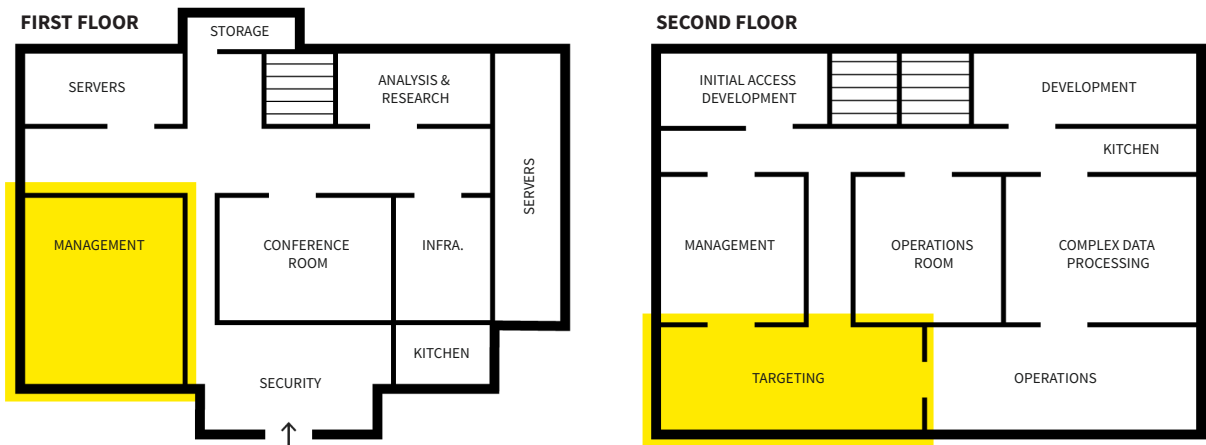 FIRST FLOOR
STORAGE
SERVERS
ANALYSIS &
RESEARCH
SERVERS
MANAGEMENT
CONFERENCE
ROOM
INFRA.
KITCHEN
SECURITY
SECOND FLOOR
INITIAL ACCESS
DEVELOPMENT
DEVELOPMENT
KITCHEN
MANAGEMENT
OPERATIONS
ROOM
COMPLEX DATA
PROCESSING
TARGETING
OPERATIONS